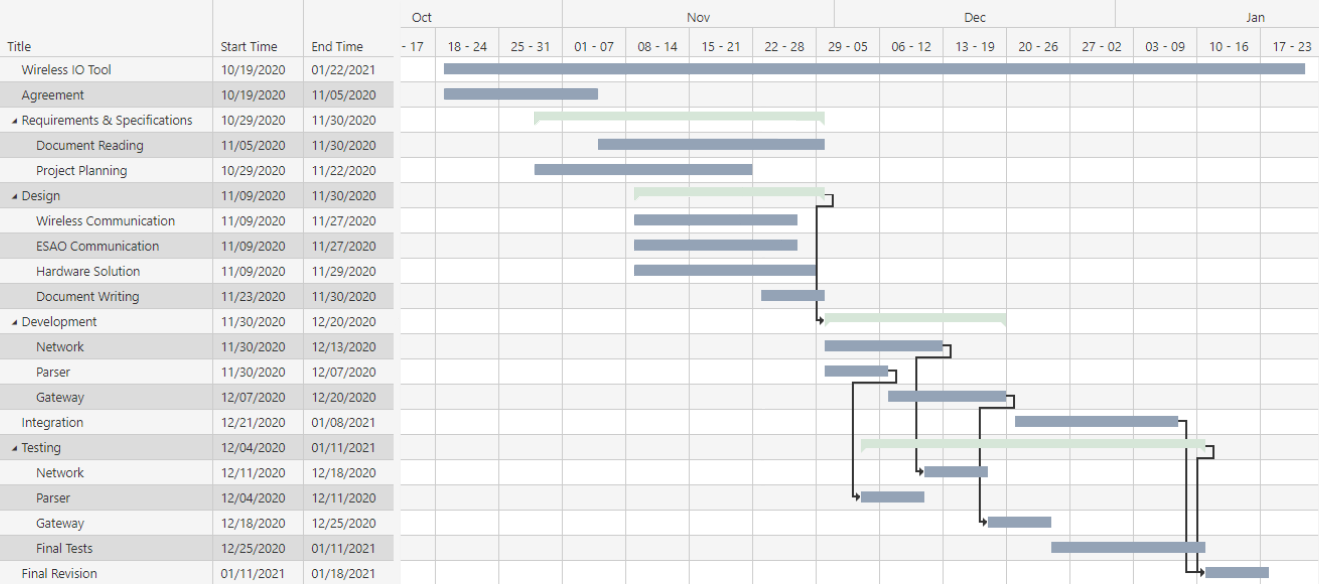 Oct Nov Dec Jan
Title Start Time End Time - 17 18 - 24 25 - 31 01 - 07 08 - 14 15 - 21 22 - 28 29 - 05 06 - 12 13 - 19 20 - 26 27 - 02 03 - 09 10 - 16 17 - 23
Wireless IO Tool 10/19/2020 01/22/2021
Agreement 10/19/2020 11/05/2020
Requirements & Specifications 10/29/2020 11/30/2020
Document Reading 11/05/2020 11/30/2020
Project Planning 10/29/2020 11/22/2020
Design 11/09/2020 11/30/2020
Wireless Communication 11/09/2020 11/27/2020
ESAO Communication 11/09/2020 11/27/2020
Hardware Solution 11/09/2020 11/29/2020
Document Writing 11/23/2020 11/30/2020
Development 11/30/2020 12/20/2020
Network 11/30/2020 12/13/2020
Parser 11/30/2020 12/07/2020
Gateway 12/07/2020 12/20/2020
Integration 12/21/2020 01/08/2021
Testing 12/04/2020 01/11/2021
Network 12/11/2020 12/18/2020
Parser 12/04/2020 12/11/2020
Gateway 12/18/2020 12/25/2020
Final Tests 12/25/2020 01/11/2021
Final Revision 01/11/2021 01/18/2021